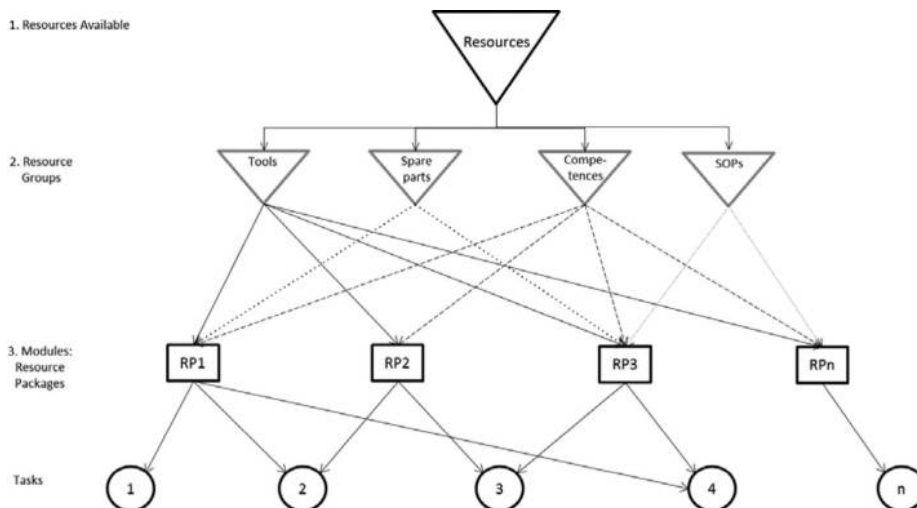 1. Resources Available
Resources
2. Resource
Groups
Tools
Spare
parts
Compe-
tences
SOPs
3. Modules:
Resource
Packages
RP1
RP2
RP3
RPn
Tasks
1
2
3
4
n